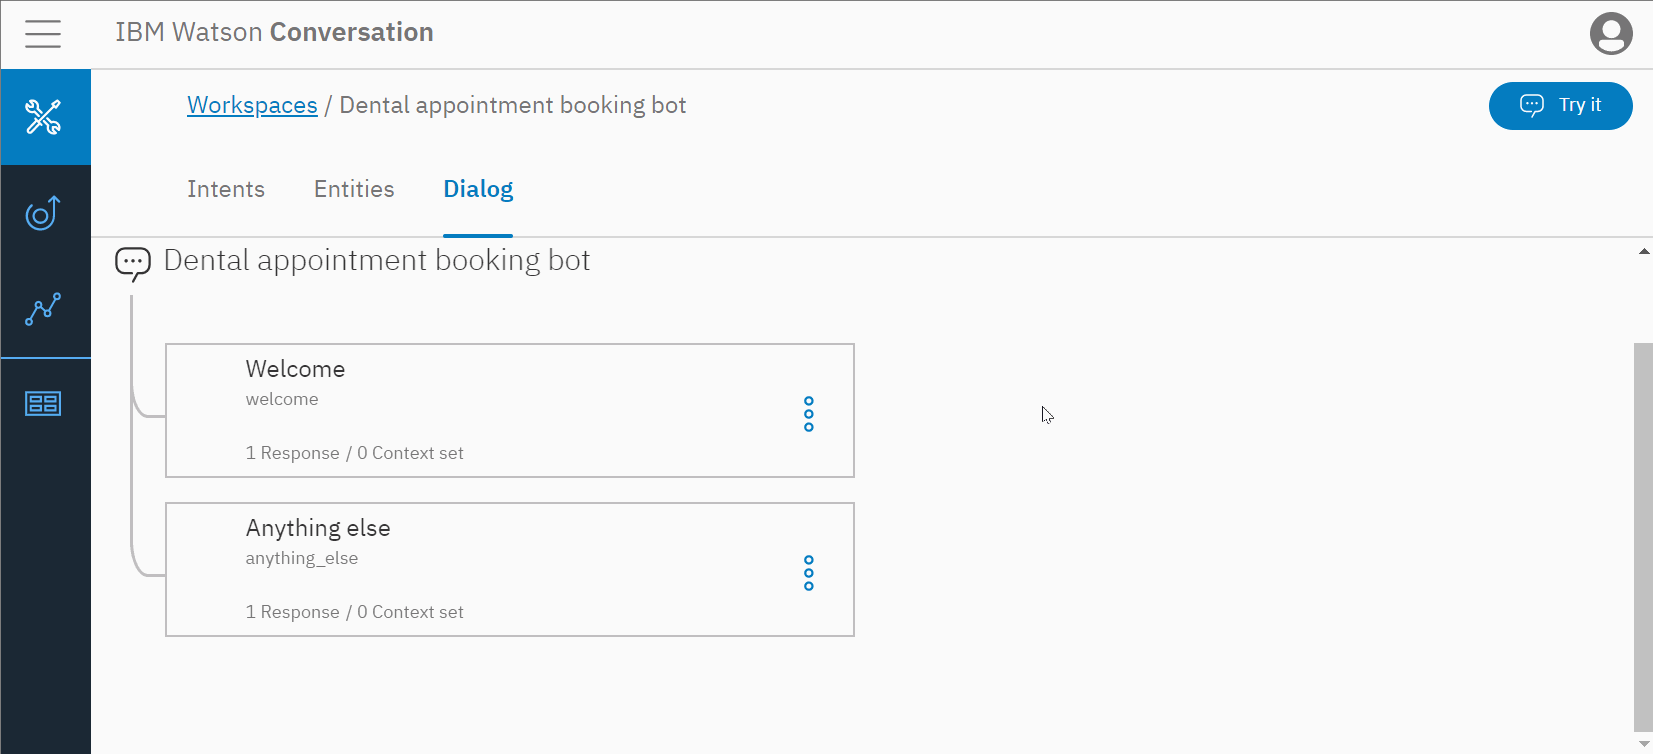 IBM Watson Conversation
Workspaces / Dental appointment booking bot
Try it
Intents Entities Dialog
Dental appointment booking bot
Welcome
welcome
1 Response / 0 Context set
Anything else
anything_else
1 Response / 0 Context set